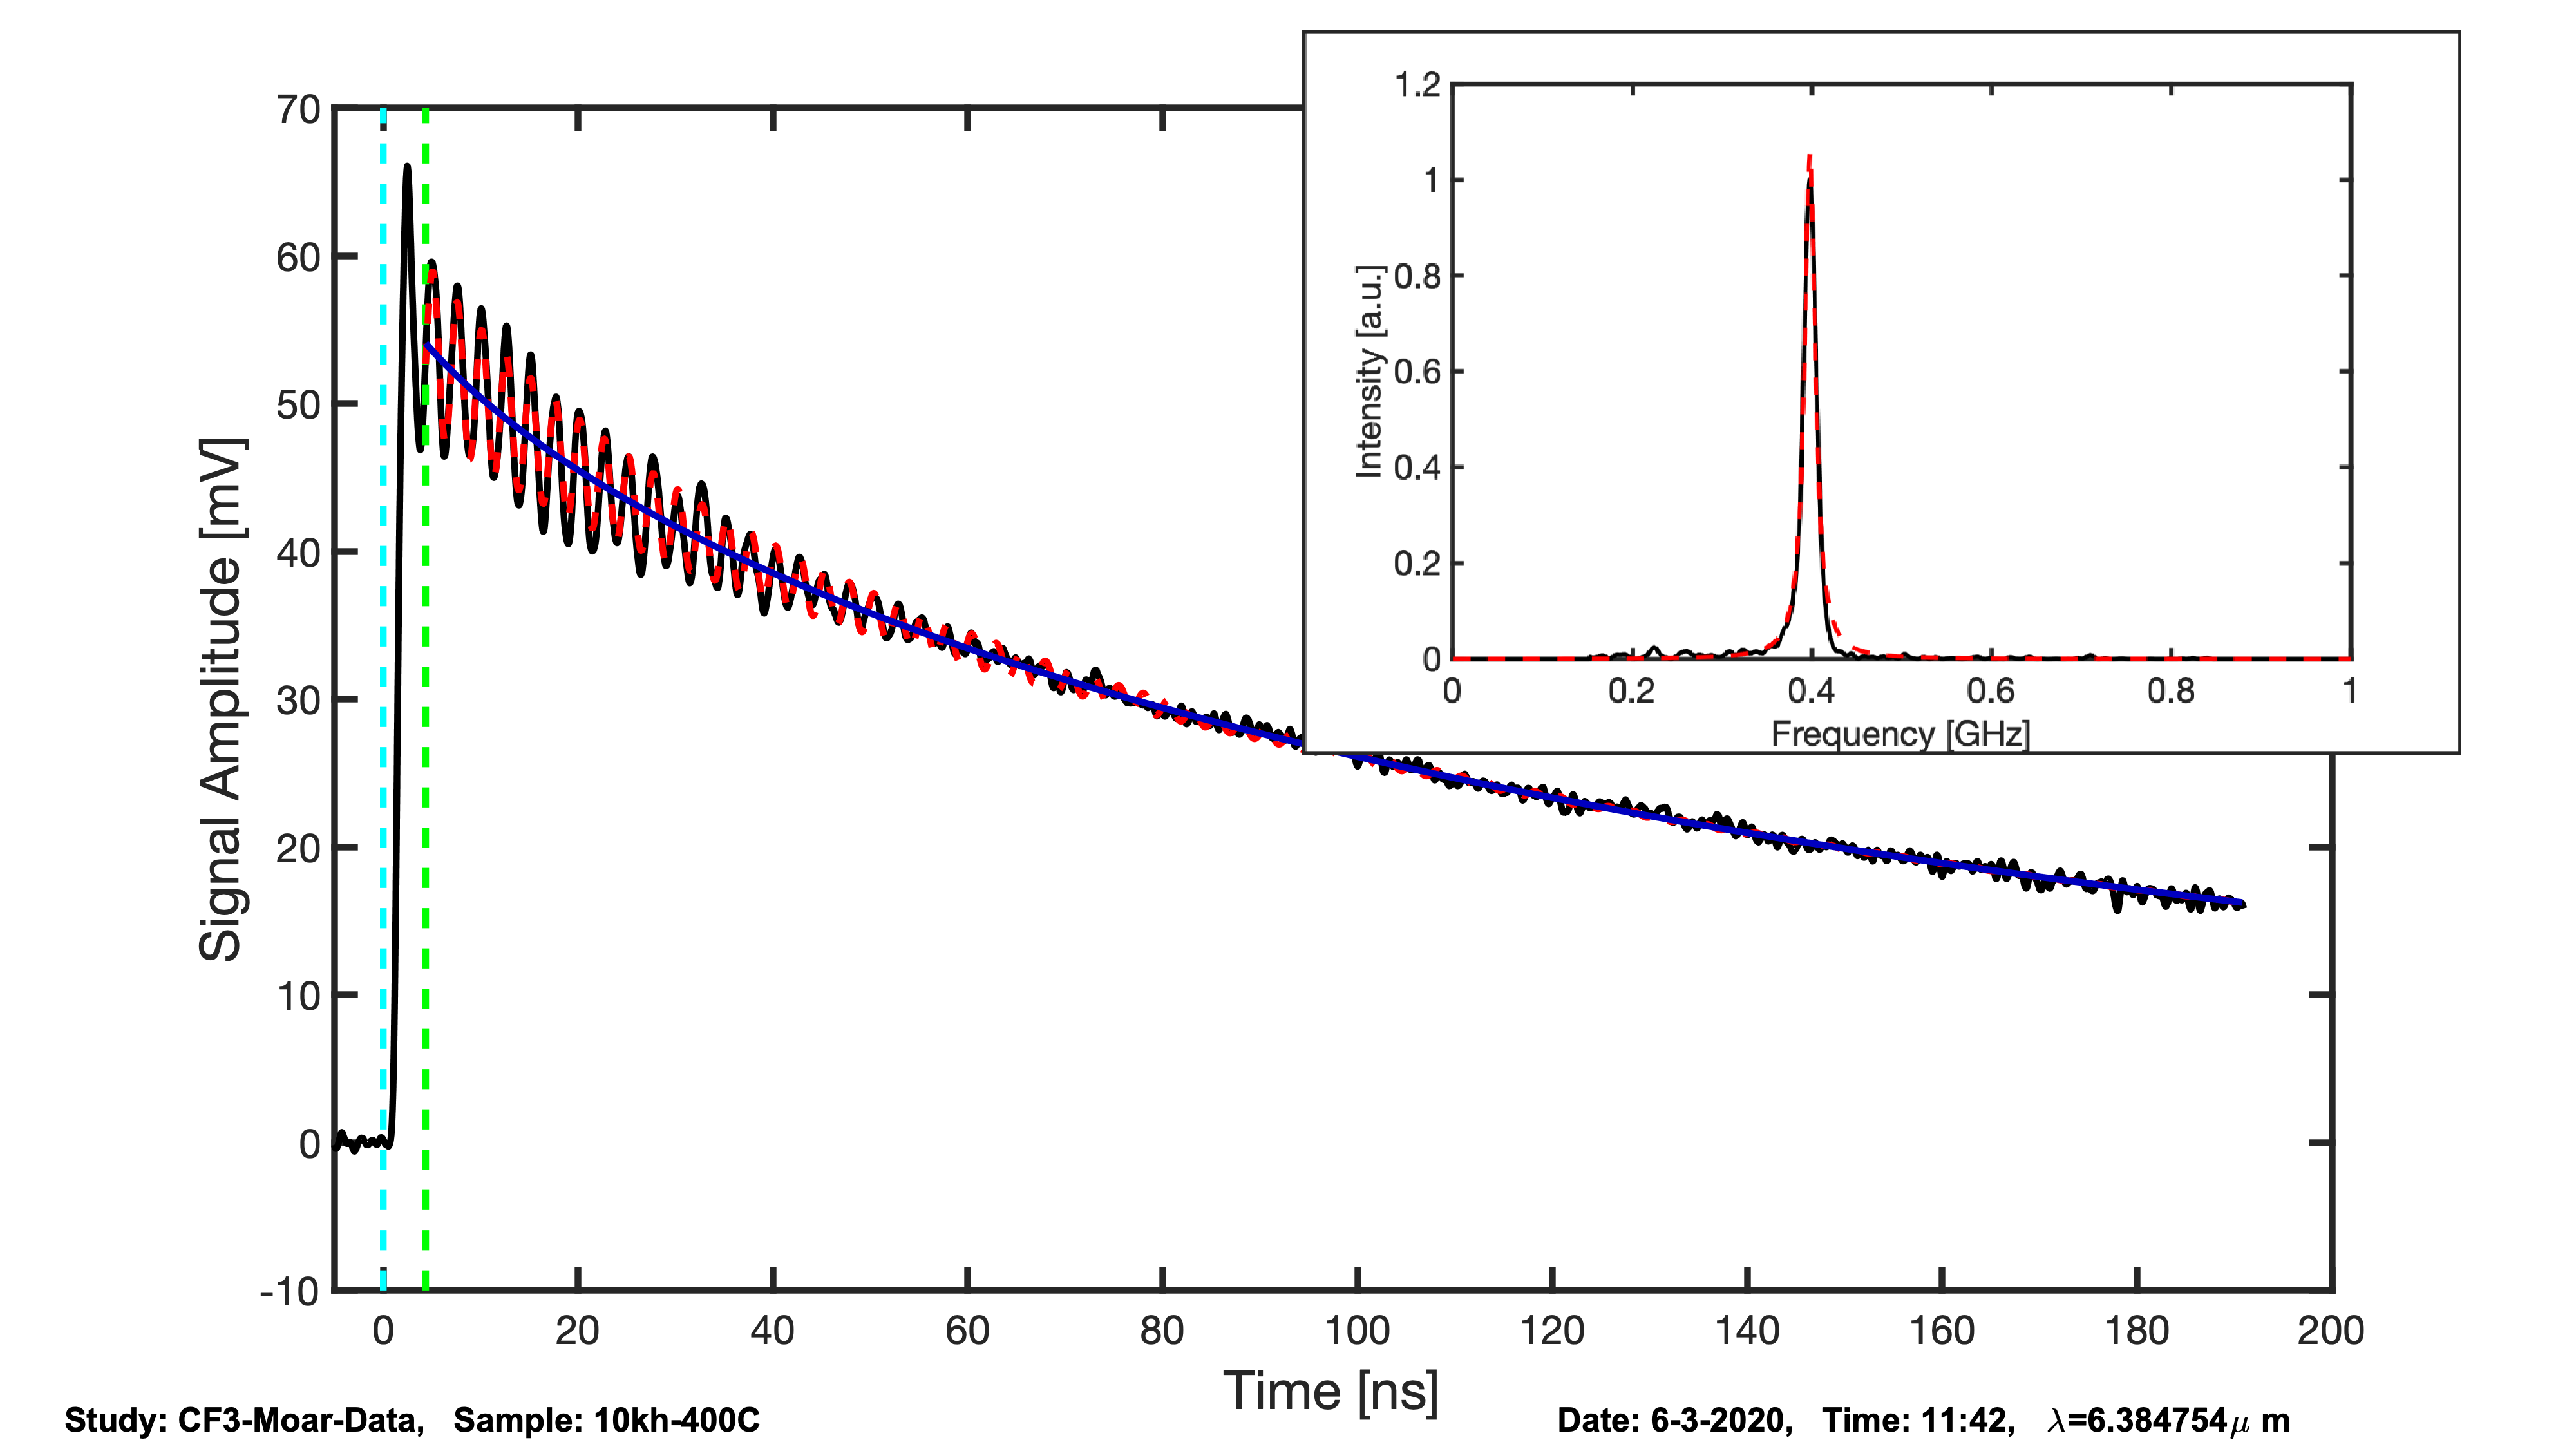 1.2
1
0.8
0.6
0.4
0.2
0
Intensity [a.u.]
0 0.2 0.4 0.6 0.8 1
Frequency [GHz]
70
60
50
40
30
20
10
0
-10
Signal Amplitude [mV]
0 20 40 60 80 100 120 140 160 180 200
Time [ns]
Study: CF3-Moar-Data, Sample: 10kh-400C
Date: 6-3-2020, Time: 11:42, λ=6.384754μ m